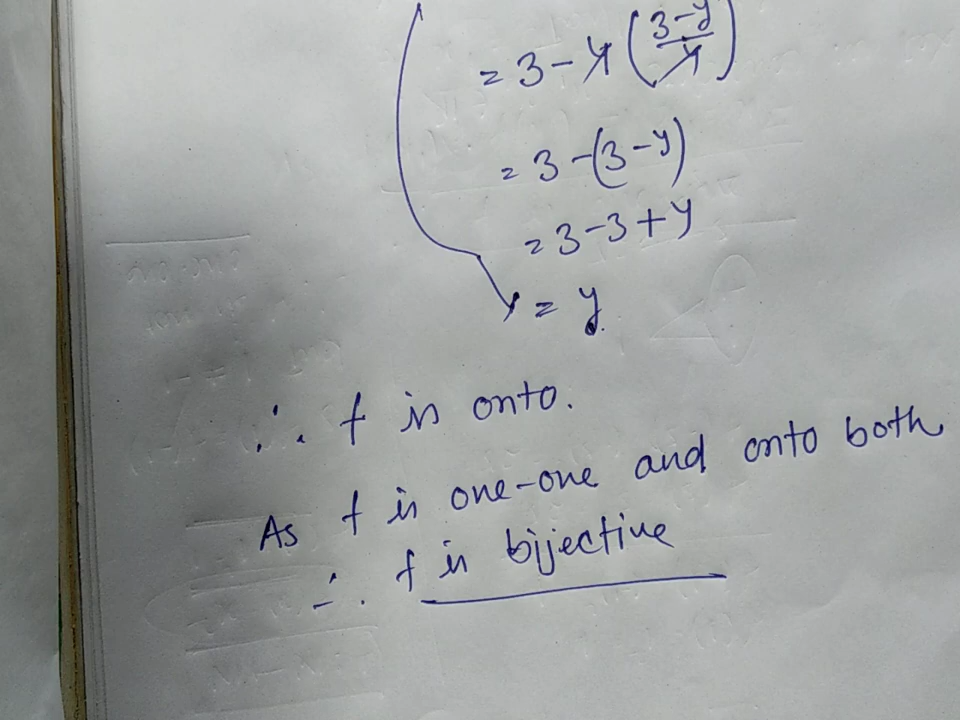 = 3 - 4 (3-y/4)
= 3 - (3 - y)
= 3 - 3 + y
y = y.
∴ f is onto.
As f is one-one and onto both
∴ f is bijective